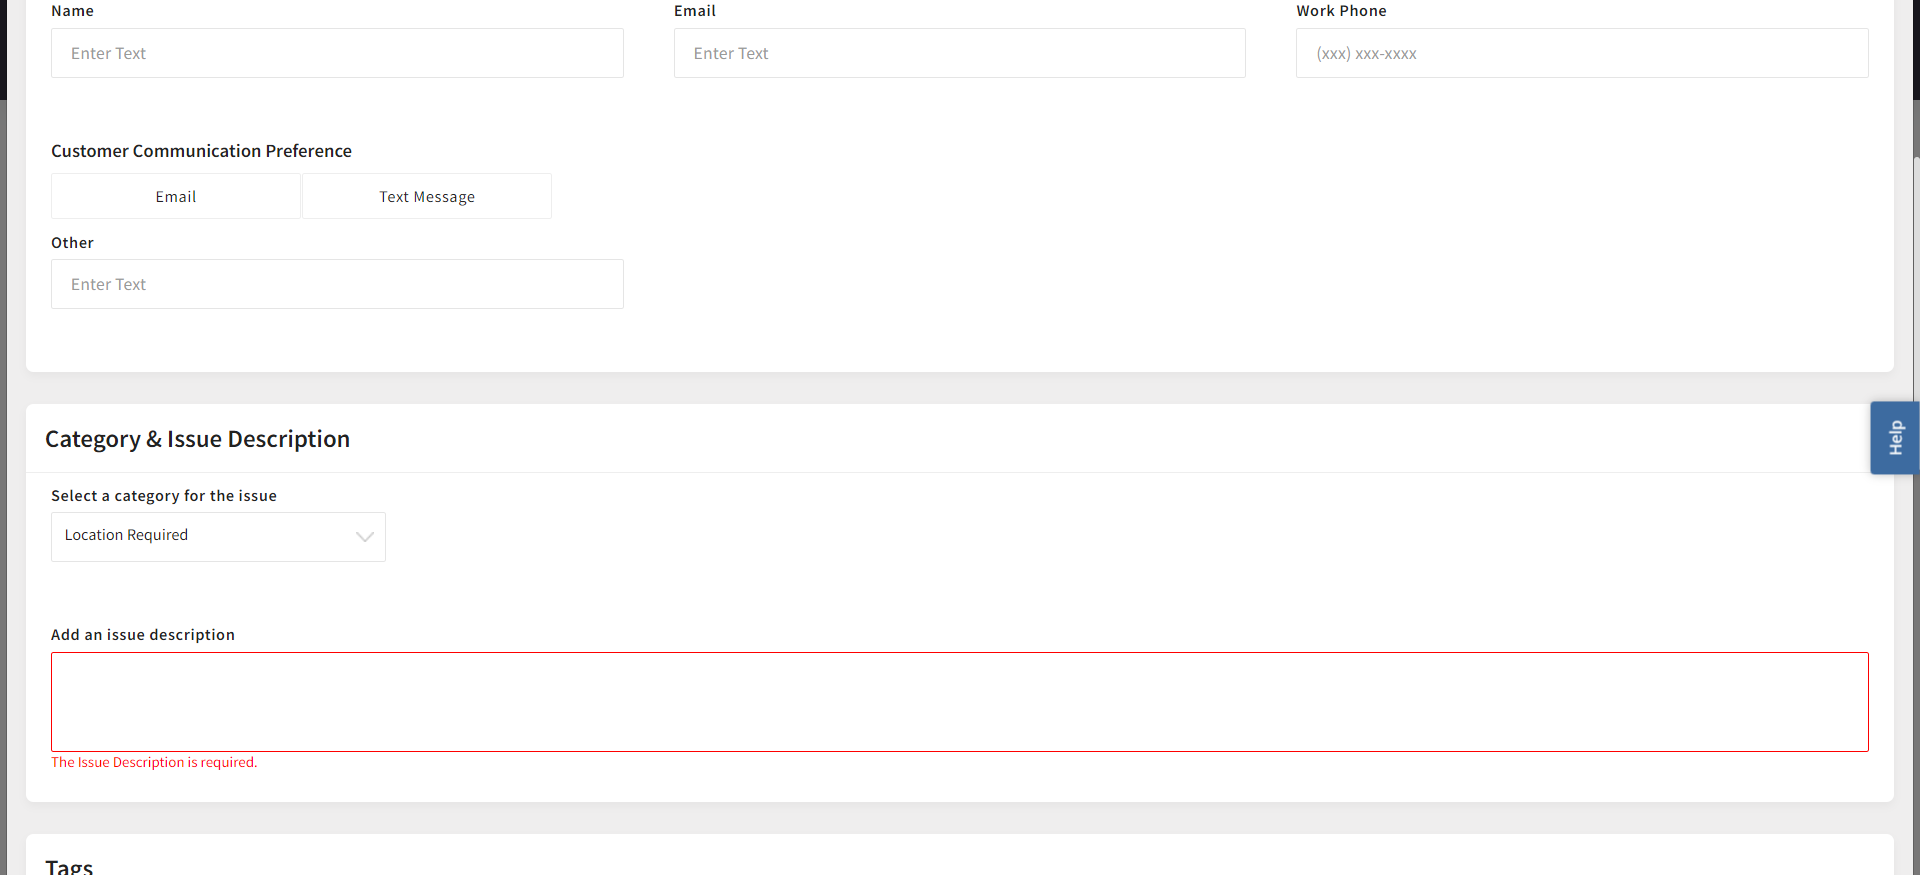 Name
Email
Work Phone
Enter Text
Enter Text
(xxx) xxx-xxxx
Customer Communication Preference
Email
Text Message
Other
Enter Text
Category & Issue Description
Help
Select a category for the issue
Location Required
Add an issue description
The Issue Description is required.
Tags